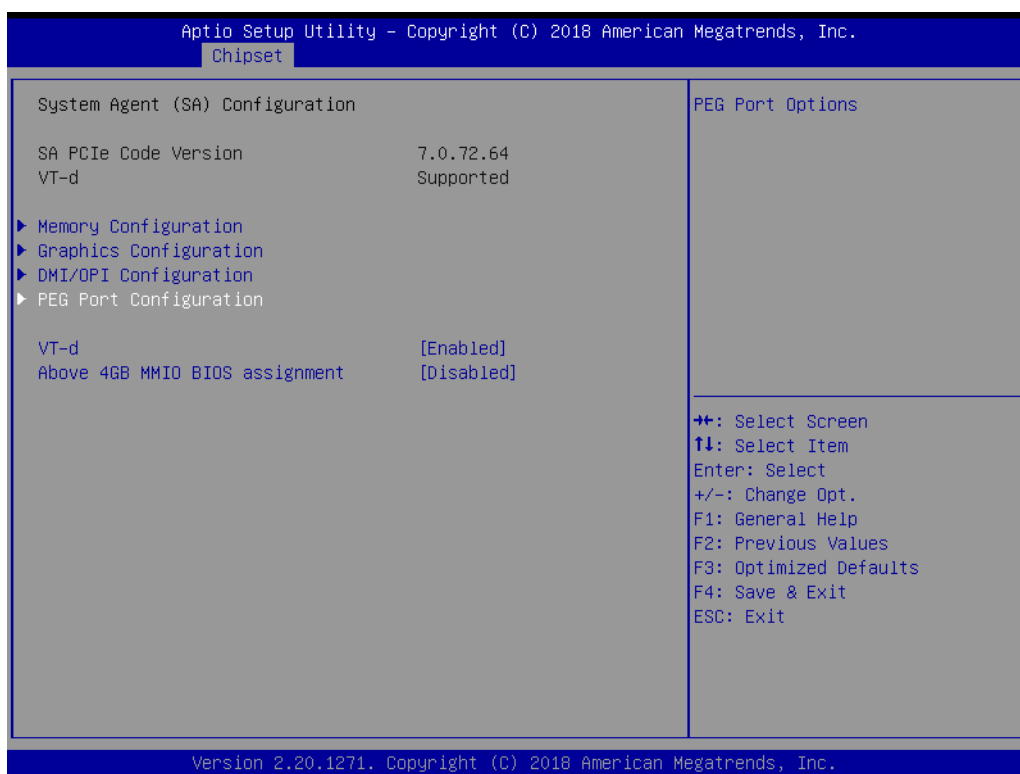 Aptio Setup Utility – Copyright (C) 2018 American Megatrends, Inc.
Chipset
System Agent (SA) Configuration
SA PCIe Code Version 7.0.72.64
VT-d Supported
▶ Memory Configuration
▶ Graphics Configuration
▶ DMI/OPI Configuration
▶ PEG Port Configuration
VT-d [Enabled]
Above 4GB MMIO BIOS assignment [Disabled]
PEG Port Options
→←: Select Screen
↑↓: Select Item
Enter: Select
+/-: Change Opt.
F1: General Help
F2: Previous Values
F3: Optimized Defaults
F4: Save & Exit
ESC: Exit
Version 2.20.1271. Copyright (C) 2018 American Megatrends, Inc.